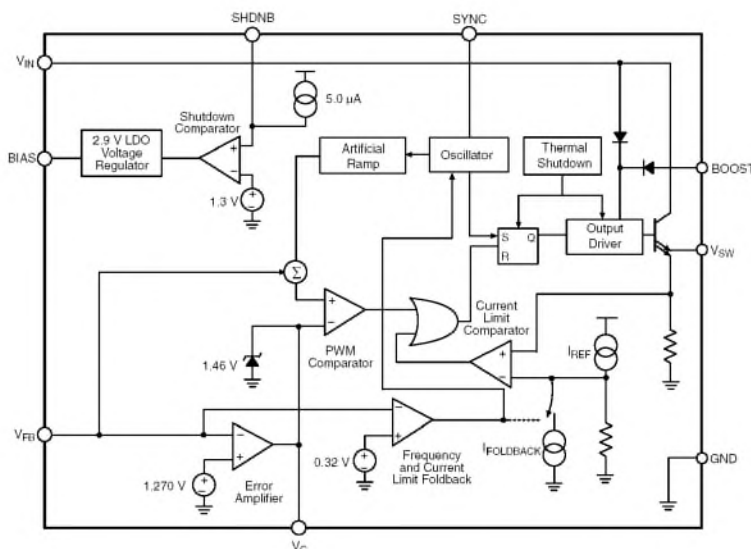 SHDNB
SYNC
VIN
5.0 µA
Shutdown
Comparator
2.9 V LDO
Voltage
Regulator
BIAS
Artificial
Ramp
Oscillator
Thermal
Shutdown
BOOST
1.3 V
S
Q
R
Output
Driver
VSW
Σ
+
−
+
−
+
−
PWM
Comparator
Current
Limit
Comparator
1.46 V
IREF
+
−
VFB
−
+
−
+
0.32 V
+
−
Frequency
and Current
Limit Foldback
IFOLDBACK
GND
1.270 V
+
−
Error
Amplifier
VC